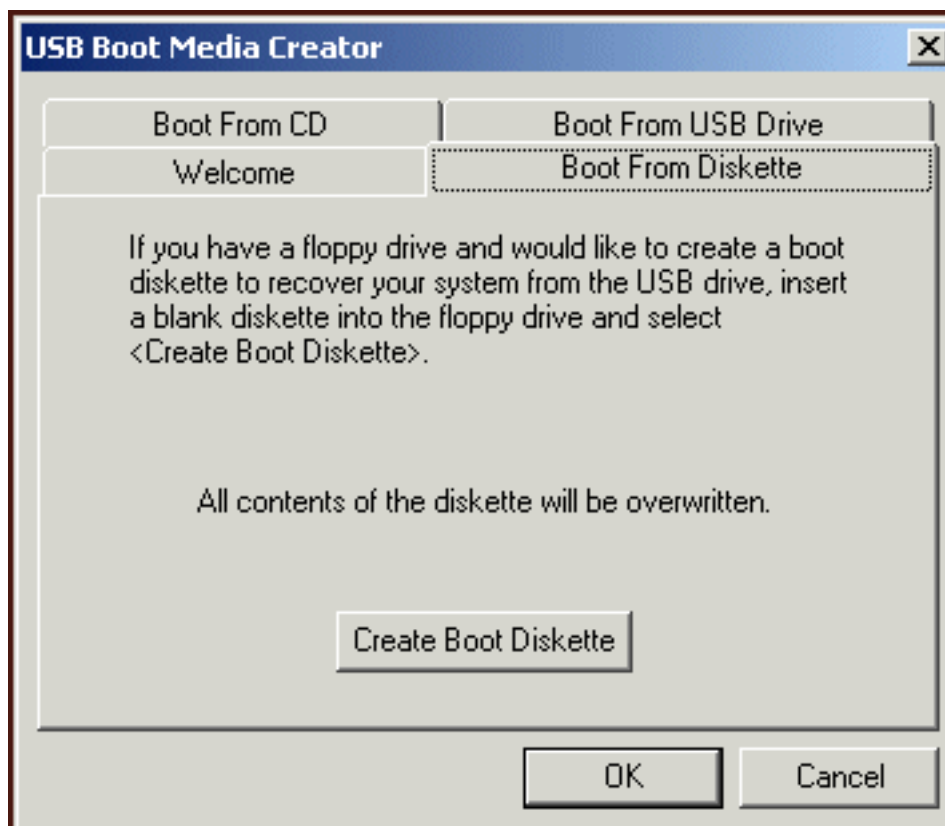 USB Boot Media Creator
Boot From CD
Boot From USB Drive
Welcome
Boot From Diskette
If you have a floppy drive and would like to create a boot
diskette to recover your system from the USB drive, insert
a blank diskette into the floppy drive and select
<Create Boot Diskette>.
All contents of the diskette will be overwritten.
Create Boot Diskette
OK
Cancel